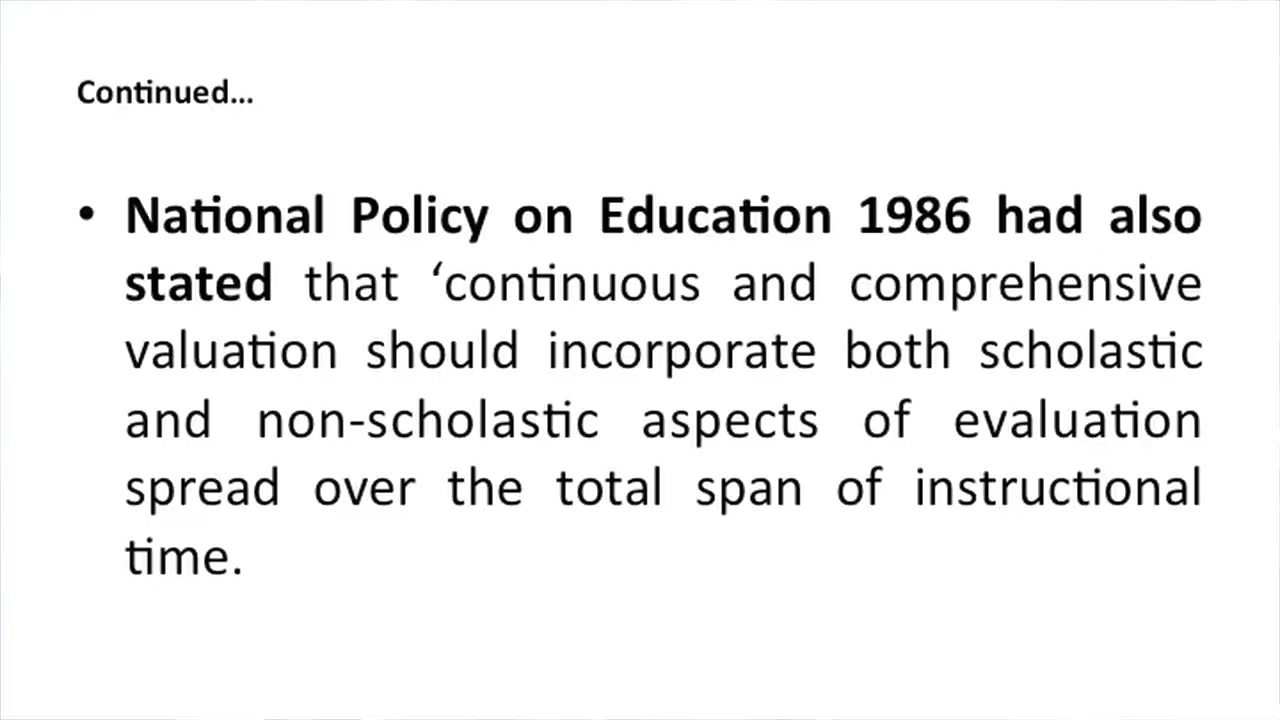 Continued...
• National Policy on Education 1986 had also
stated that ‘continuous and comprehensive
valuation should incorporate both scholastic
and non-scholastic aspects of evaluation
spread over the total span of instructional
time.